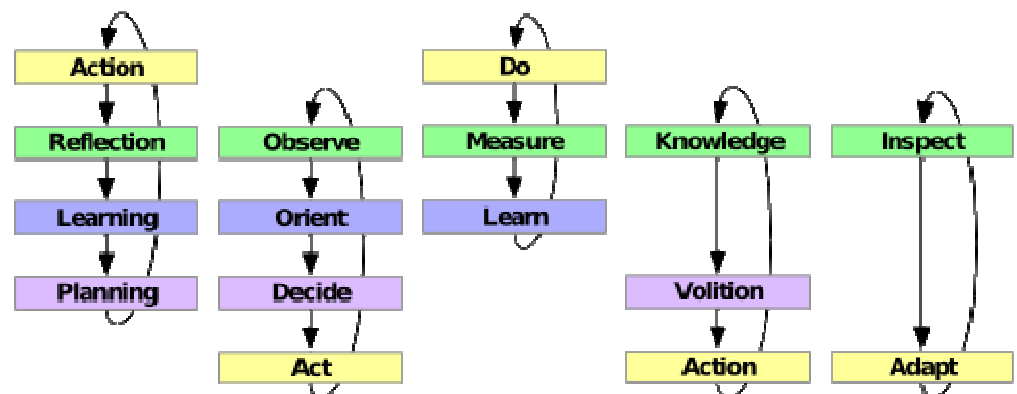 Action
Reflection
Learning
Planning
Observe
Orient
Decide
Act
Do
Measure
Learn
Knowledge
Volition
Action
Inspect
Adapt